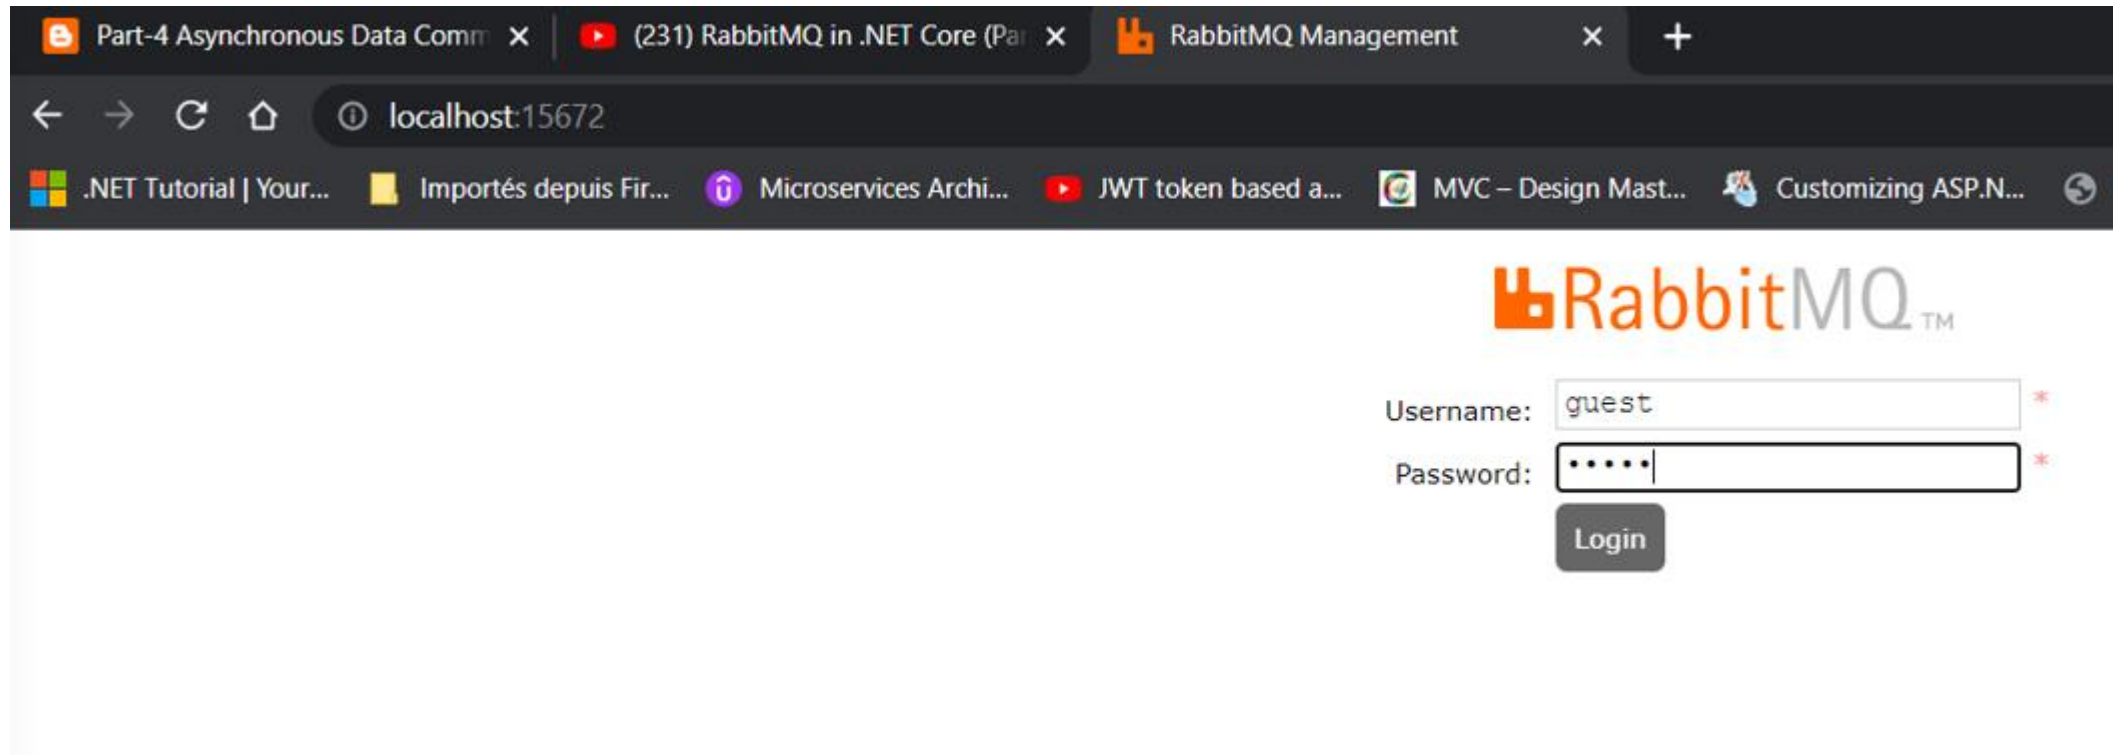 Part-4 Asynchronous Data Comm (231) RabbitMQ in .NET Core (Par RabbitMQ Management
localhost:15672
.NET Tutorial | Your... Importés depuis Fir... Microservices Archi... JWT token based a... MVC – Design Mast... Customizing ASP.N...
RabbitMQ TM
Username: guest *
Password: ••••• *
Login